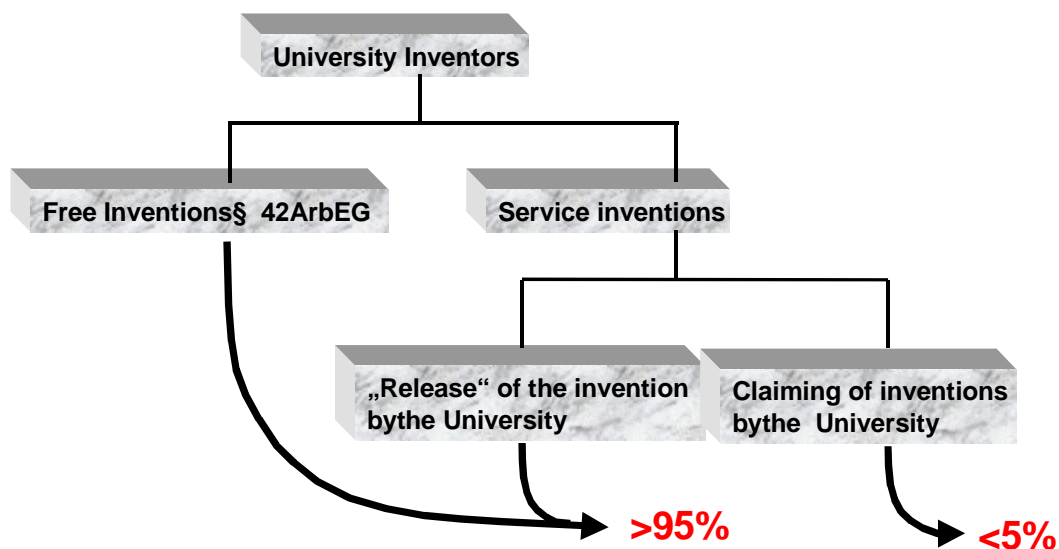 University Inventors
Free Inventions§ 42ArbEG
Service inventions
„Release“ of the invention
bythe University
Claiming of inventions
bythe University
>95%
<5%